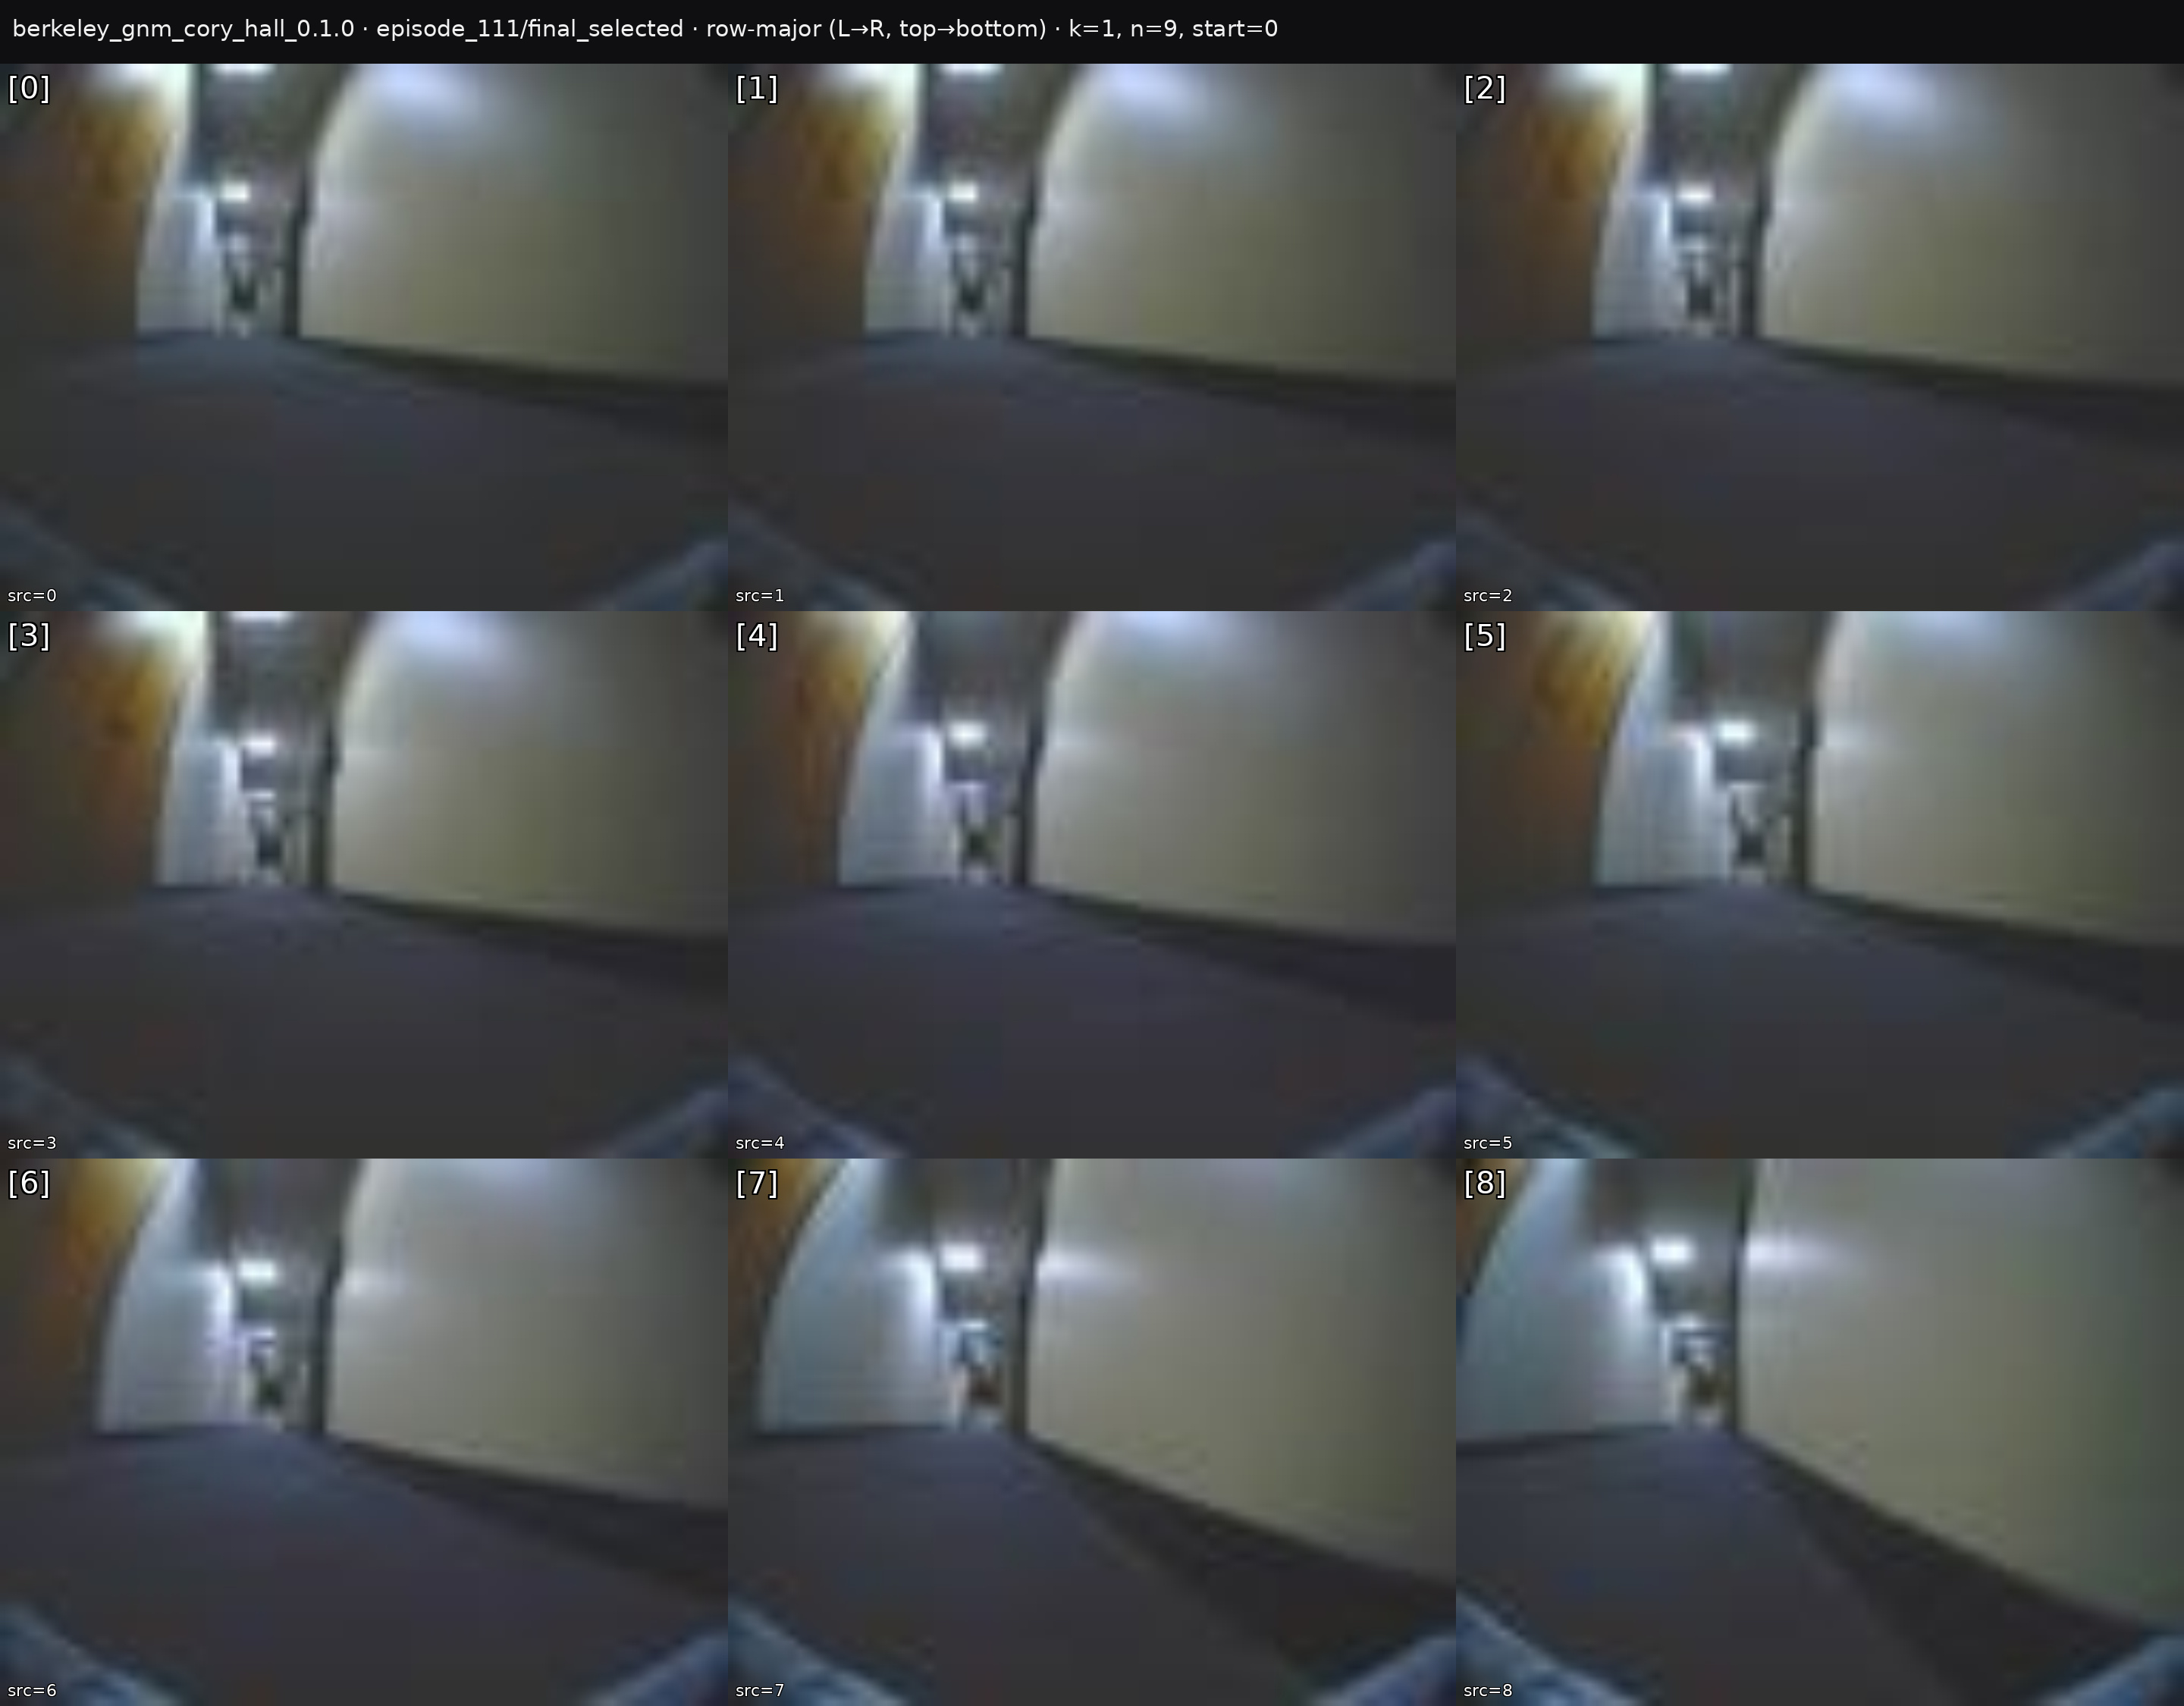 berkeley_gnm_cory_hall_0.1.0 · episode_111/final_selected · row-major (L→R, top→bottom) · k=1, n=9, start=0
[0]
[1]
[2]
src=0
src=1
src=2
[3]
[4]
[5]
src=3
src=4
src=5
[6]
[7]
[8]
src=6
src=7
src=8